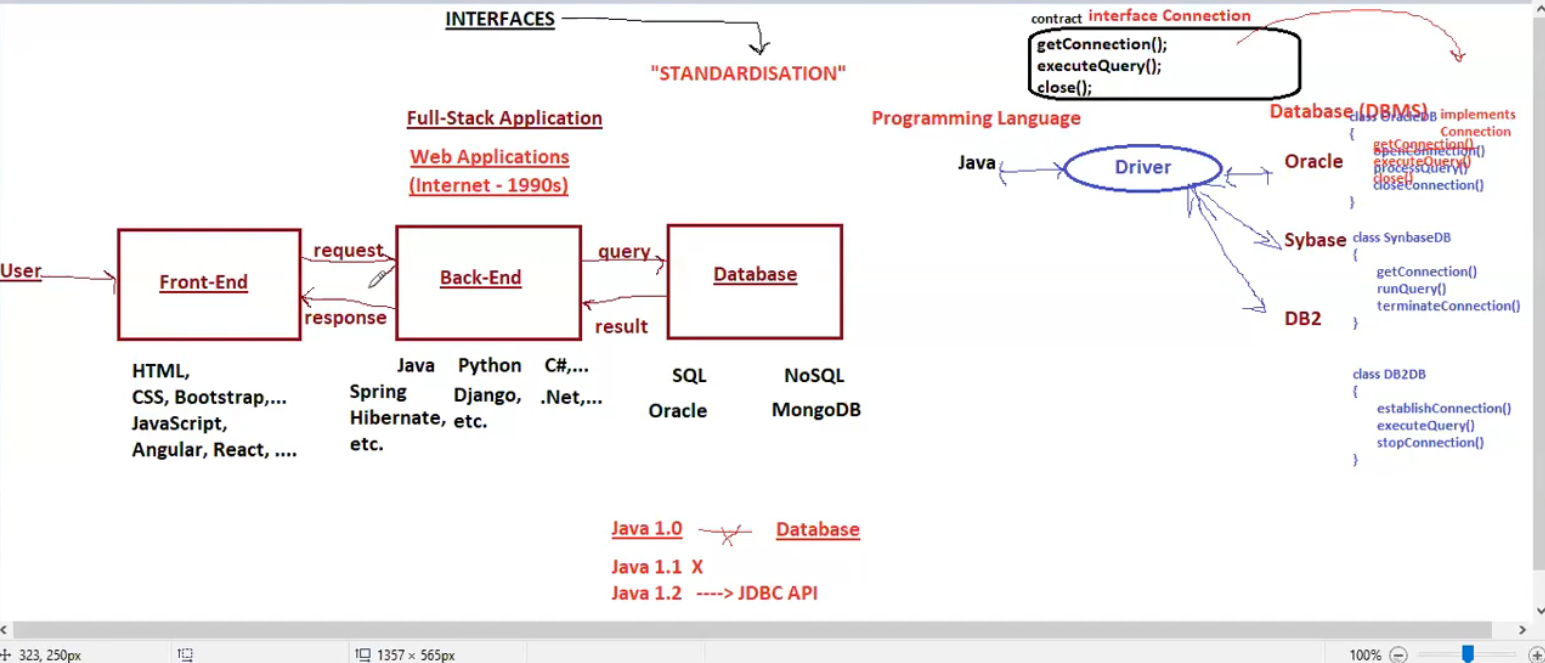 INTERFACES
"STANDARDISATION"
contract interface Connection
getConnection();
executeQuery();
close();
Full-Stack Application
Web Applications
(Internet - 1990s)
User
Front-End
request
response
Back-End
query
result
Database
HTML,
CSS, Bootstrap,...
JavaScript,
Angular, React, ....
Java Python C#,...
Spring Django, .Net,...
Hibernate, etc.
etc.
SQL NoSQL
Oracle MongoDB
Programming Language
Database (DBMS)
Java
Driver
Oracle
Sybase
DB2
class OracleDB implements
Connection
{
getConnection()
openConnection()
executeQuery()
processQuery()
close()
closeConnection()
}
class SynbaseDB
{
getConnection()
runQuery()
terminateConnection()
}
class DB2DB
{
establishConnection()
executeQuery()
stopConnection()
}
Java 1.0 Database
Java 1.1 X
Java 1.2 ----> JDBC API
323, 250px
1357 × 565px
100%